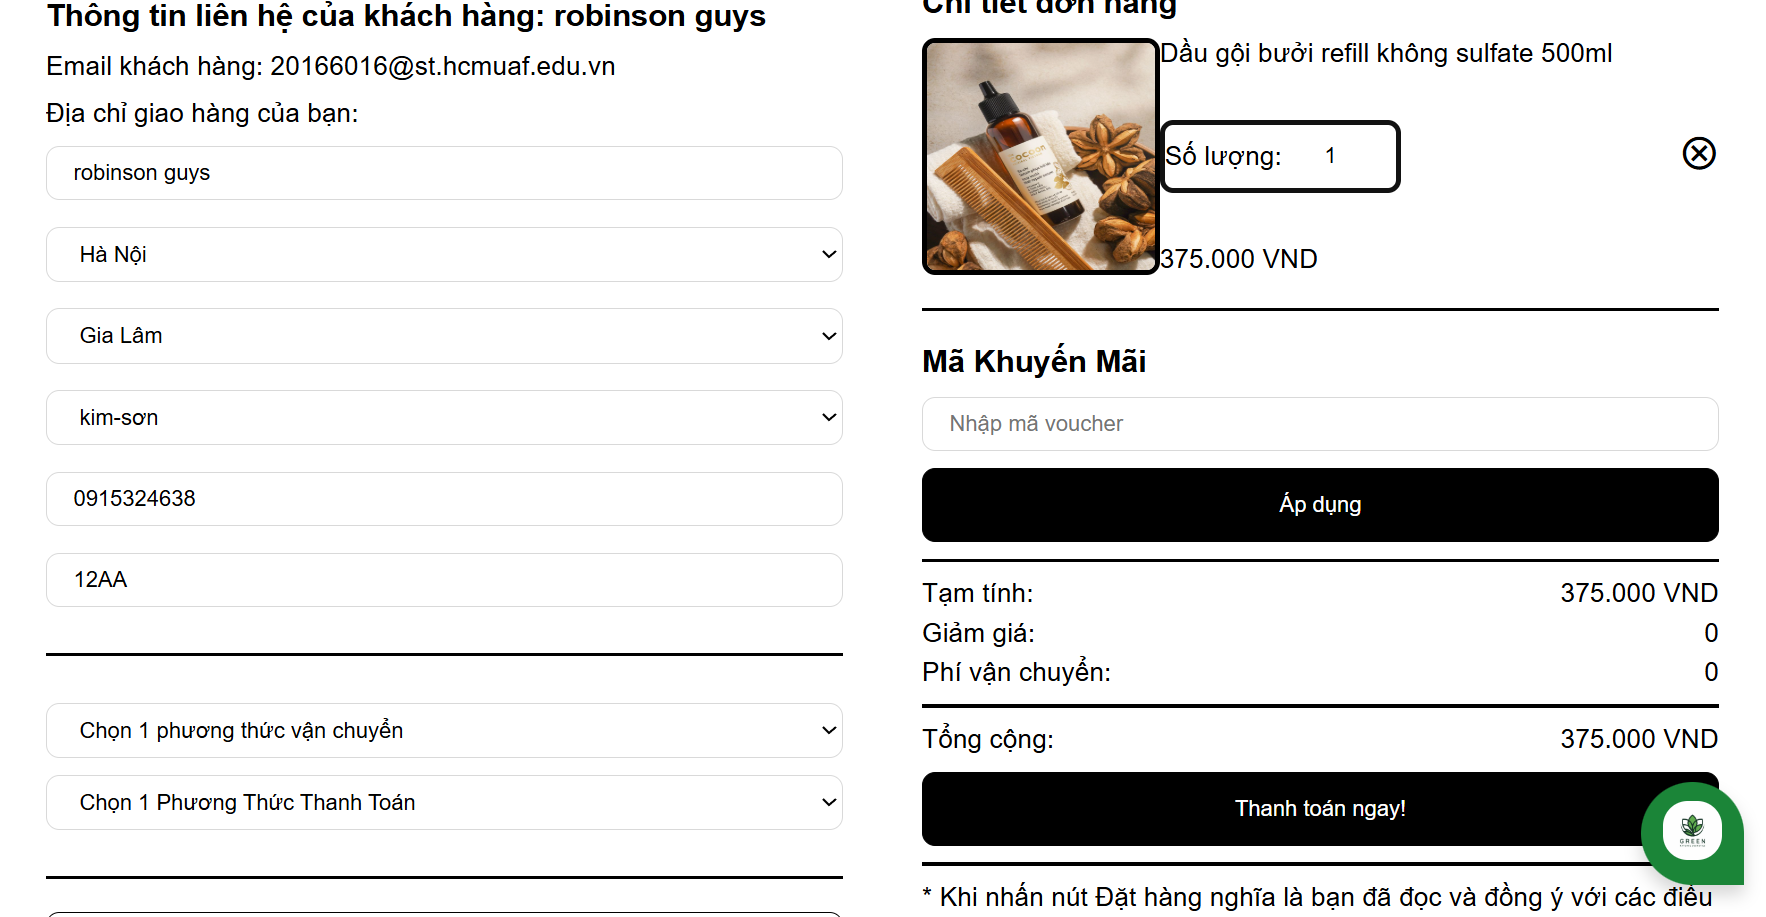 Thông tin liên hệ của khách hàng: robinson guys
Email khách hàng: 20166016@st.hcmuaf.edu.vn
Địa chỉ giao hàng của bạn:
robinson guys
Hà Nội
Gia Lâm
kim-sơn
0915324638
12AA
Chọn 1 phương thức vận chuyển
Chọn 1 Phương Thức Thanh Toán
Chi tiết đơn hàng
Dầu gội bưởi refill không sulfate 500ml
Số lượng: 1
375.000 VND
Mã Khuyến Mãi
Nhập mã voucher
Áp dụng
Tạm tính: 375.000 VND
Giảm giá: 0
Phí vận chuyển: 0
Tổng cộng: 375.000 VND
Thanh toán ngay!
GREEN
* Khi nhấn nút Đặt hàng nghĩa là bạn đã đọc và đồng ý với các điều